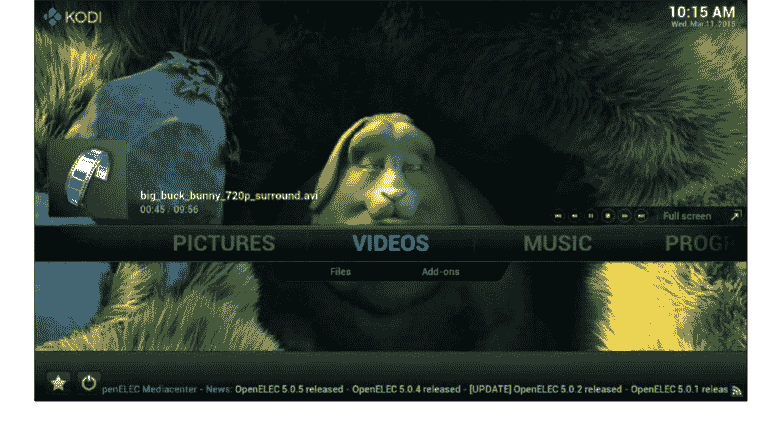 KODI
10:15 AM
Wed, Mar 11, 2015
big_buck_bunny_720p_surround.avi
00:45 / 09:56
Full screen
PICTURES VIDEOS MUSIC PROG
Files Add-ons
penELEC Mediacenter - News: OpenELEC 5.0.5 released - OpenELEC 5.0.4 released - [UPDATE] OpenELEC 5.0.2 released - OpenELEC 5.0.1 releas